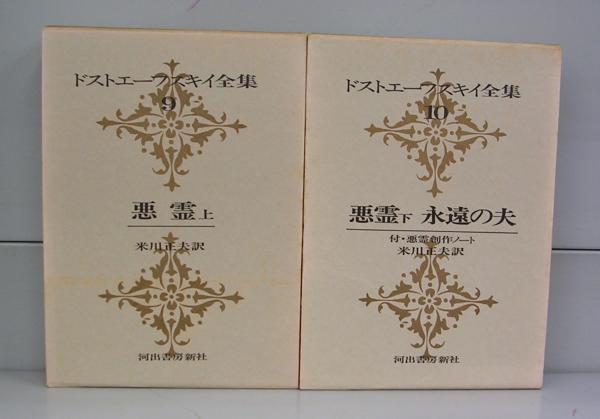 ドストエーフスキイ全集
9
悪霊上
米川正夫訳
河出書房新社
ドストエーフスキイ全集
10
悪霊下 永遠の夫
付・悪霊創作ノート
米川正夫訳
河出書房新社